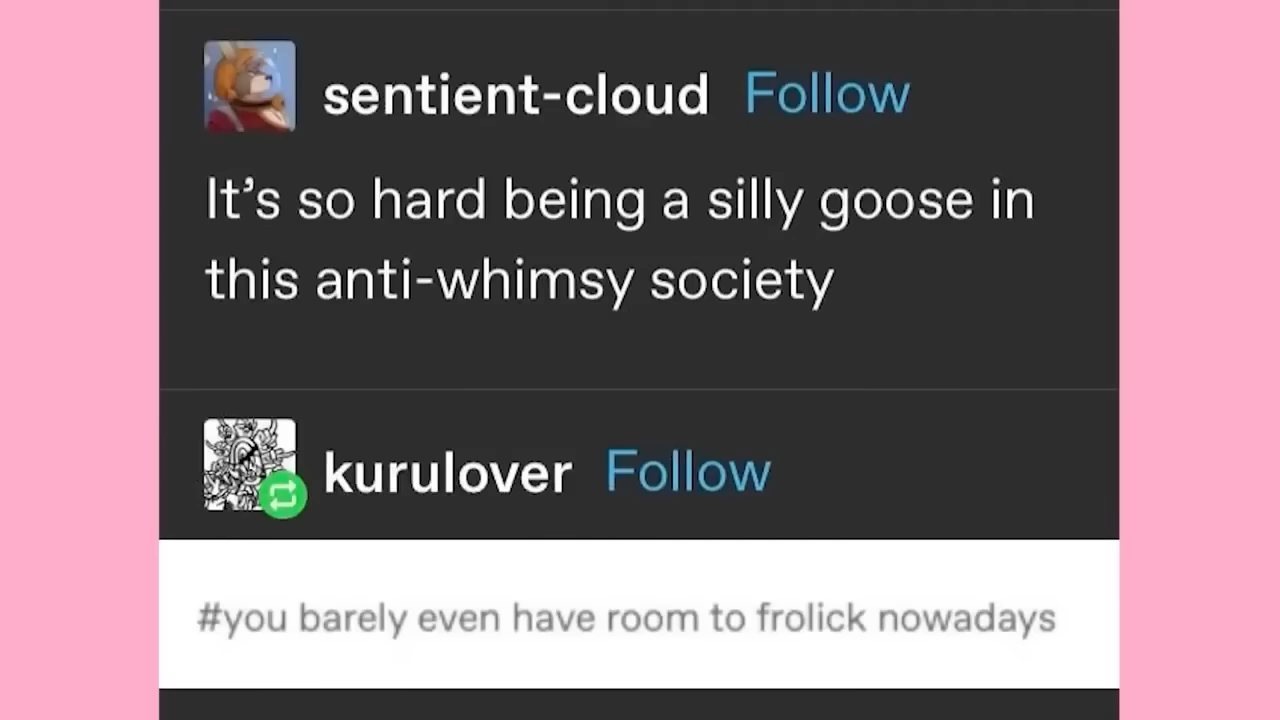 sentient-cloud Follow
It's so hard being a silly goose in
this anti-whimsy society
kurulover Follow
#you barely even have room to frolick nowadays